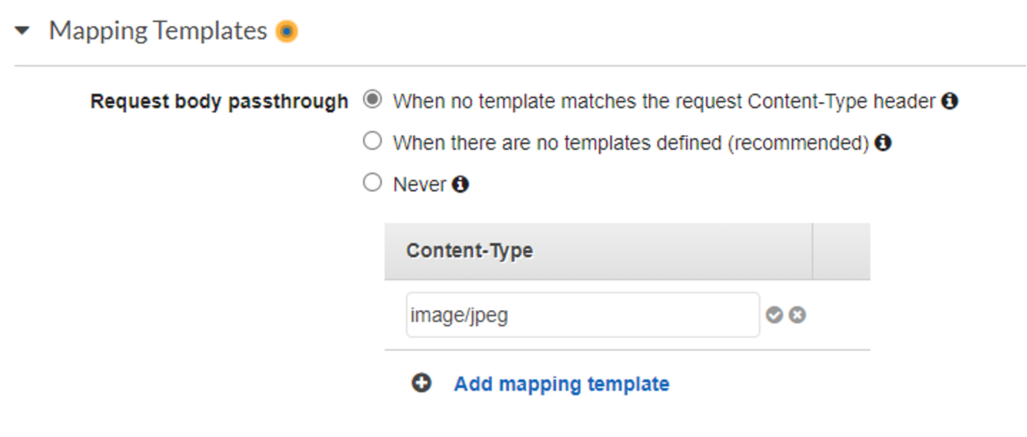 Mapping Templates
Request body passthrough When no template matches the request Content-Type header
When there are no templates defined (recommended)
Never
Content-Type
image/jpeg
Add mapping template